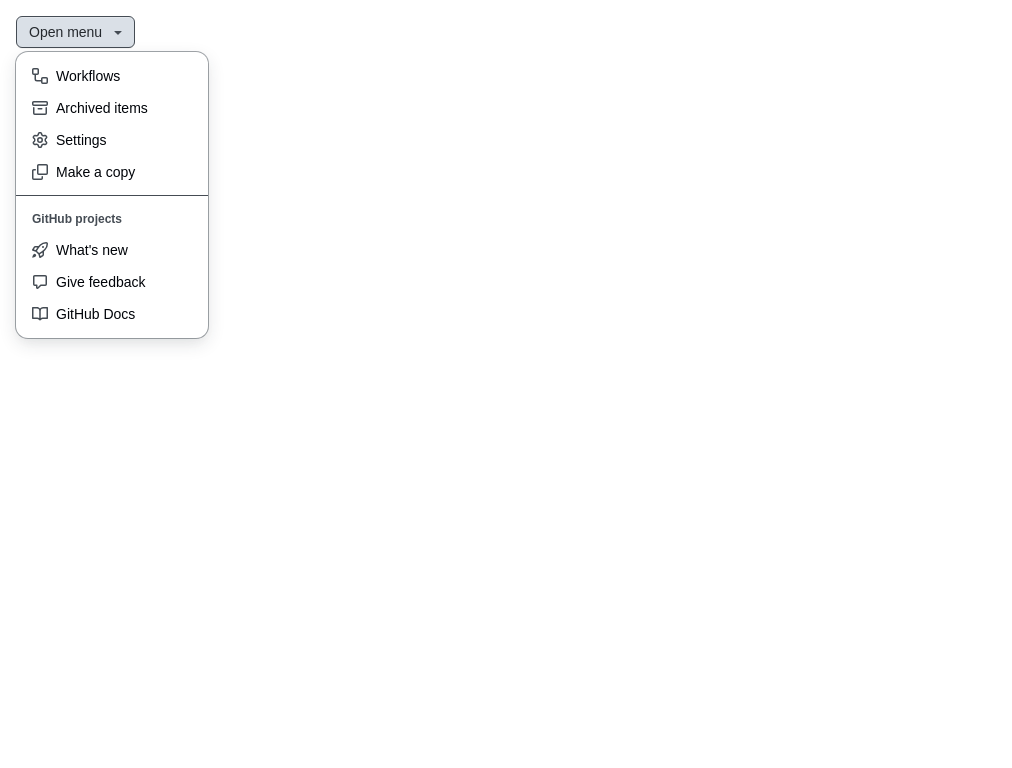 Open menu
Workflows
Archived items
Settings
Make a copy
GitHub projects
What's new
Give feedback
GitHub Docs